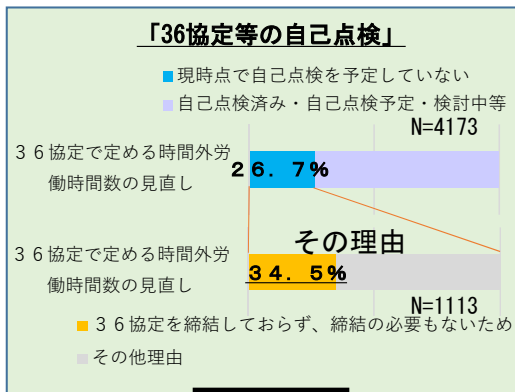 「36協定等の自己点検」
現時点で自己点検を予定していない
自己点検済み・自己点検予定・検討中等
N=4173
３６協定で定める時間外労
働時間数の見直し
２６．７％
その理由
３６協定で定める時間外労
働時間数の見直し
３４．５％
N=1113
３６協定を締結しておらず、締結の必要もないため
その他理由